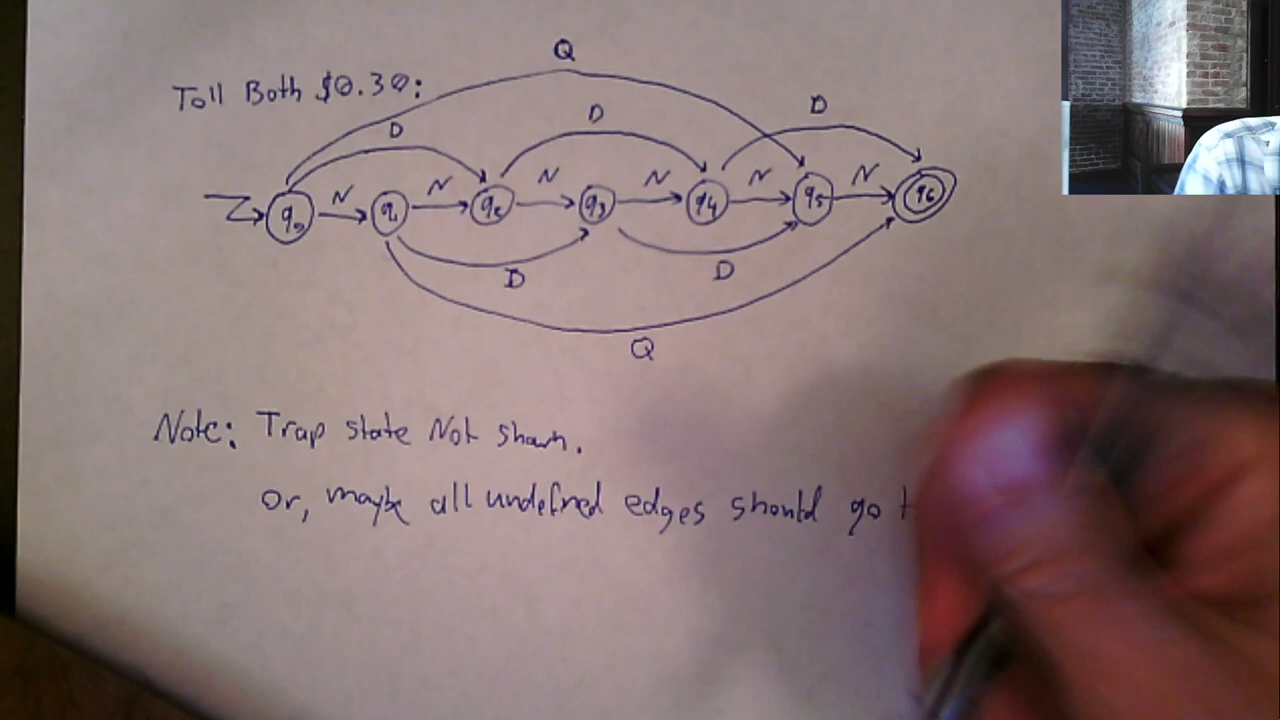 Toll Both $0.30:
Q
D
D
D
N
N
N
N
N
N
q0
q1
q2
q3
q4
q5
q6
D
D
Q
Note: Trap state Not shown.
or, maybe all undefined edges should go t